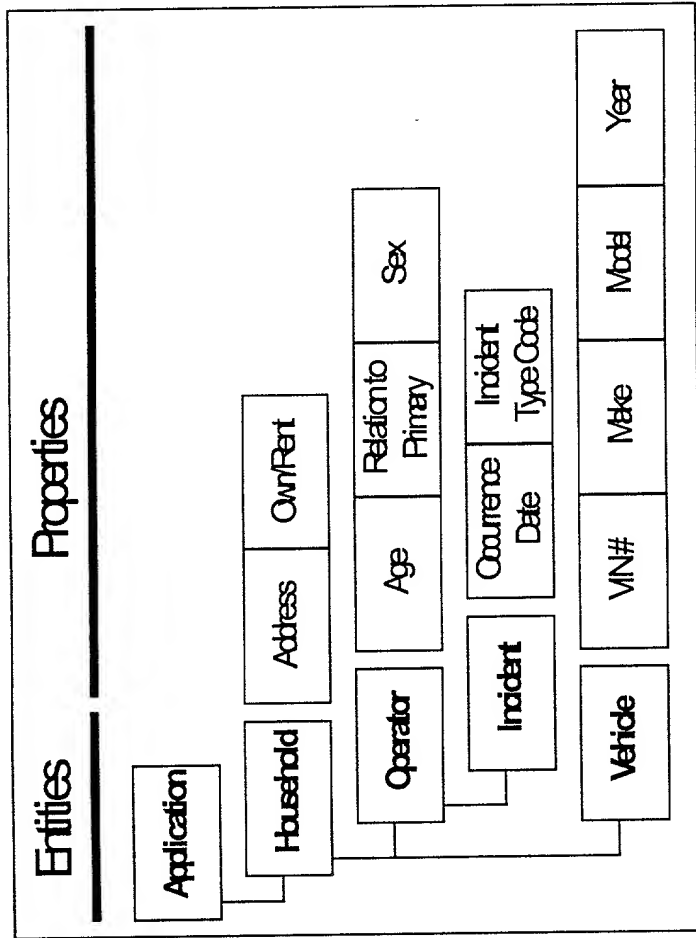 Entities
Properties
Application
Household
Address
Own/Rent
Operator
Age
Relation to
Primary
Sex
Incident
Occurrence
Date
Incident
Type Code
Vehicle
VIN#
Make
Model
Year